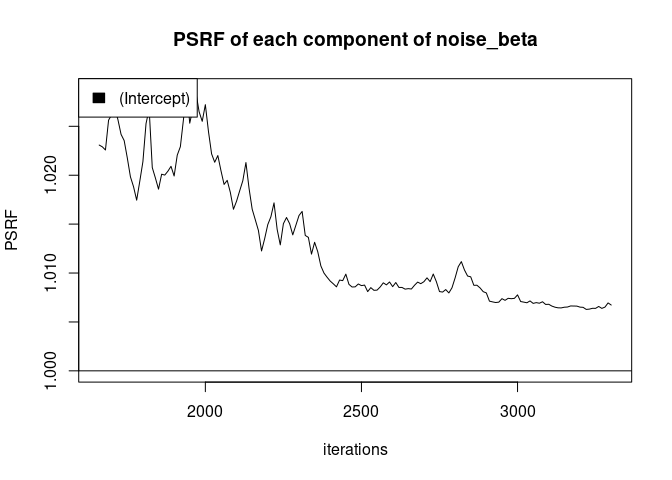 PSRF of each component of noise_beta
(Intercept)
PSRF
1.020
1.010
1.000
2000 2500 3000
iterations